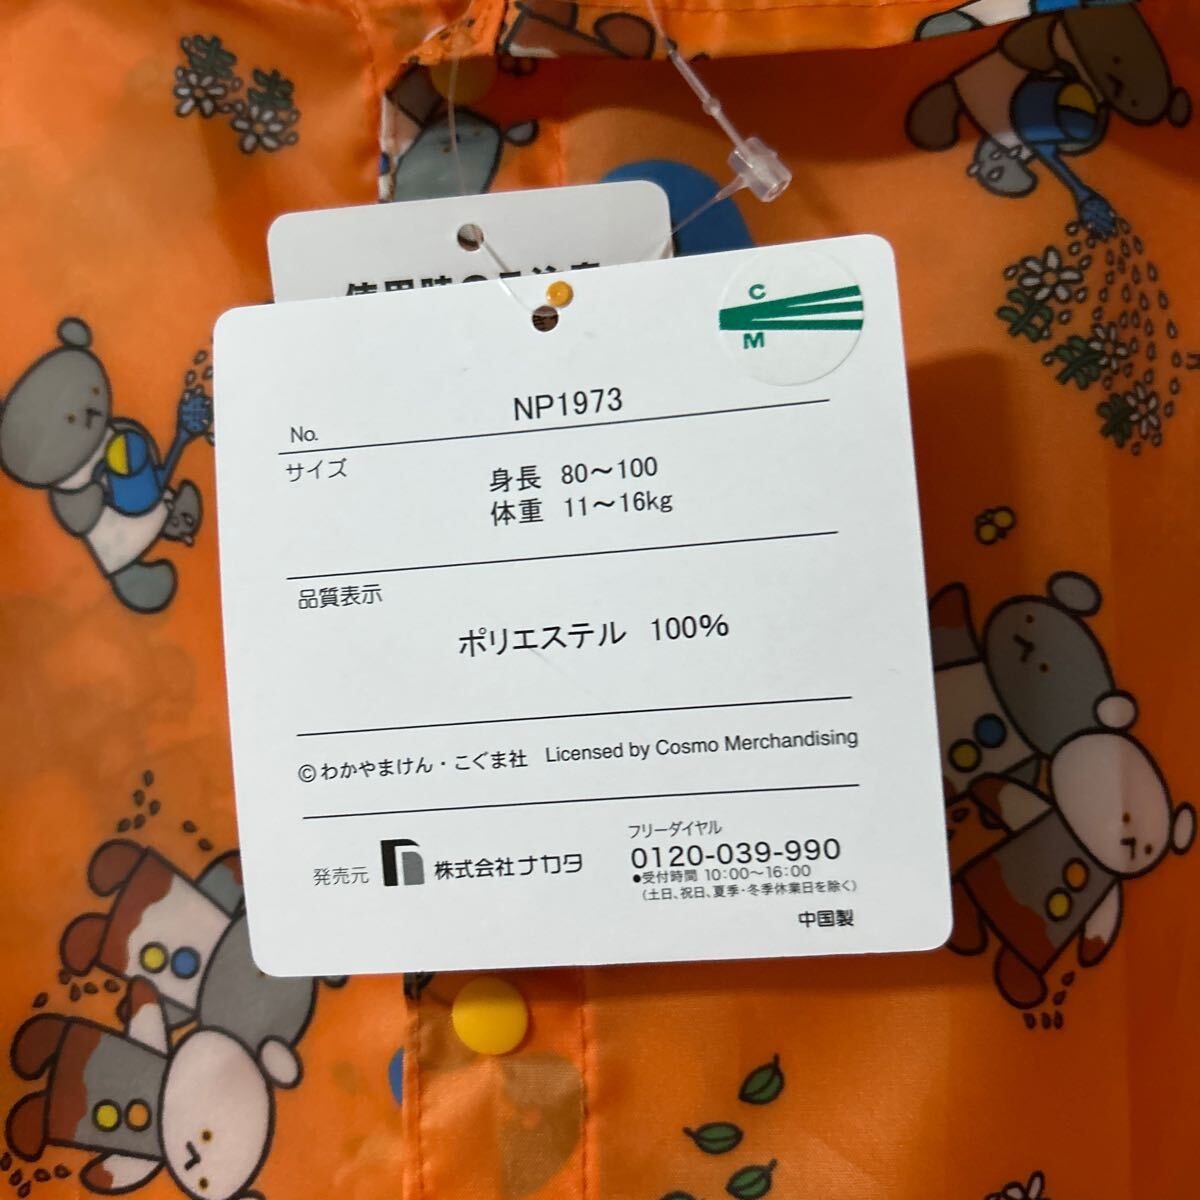 C
M
No. NP1973
サイズ 身長 80〜100
体重 11〜16kg
品質表示
ポリエステル 100%
©わかやまけん・こぐま社 Licensed by Cosmo Merchandising
発売元 株式会社ナカタ
フリーダイヤル
0120-039-990
●受付時間 10:00〜16:00
(土日、祝日、夏季・冬季休業日を除く)
中国製